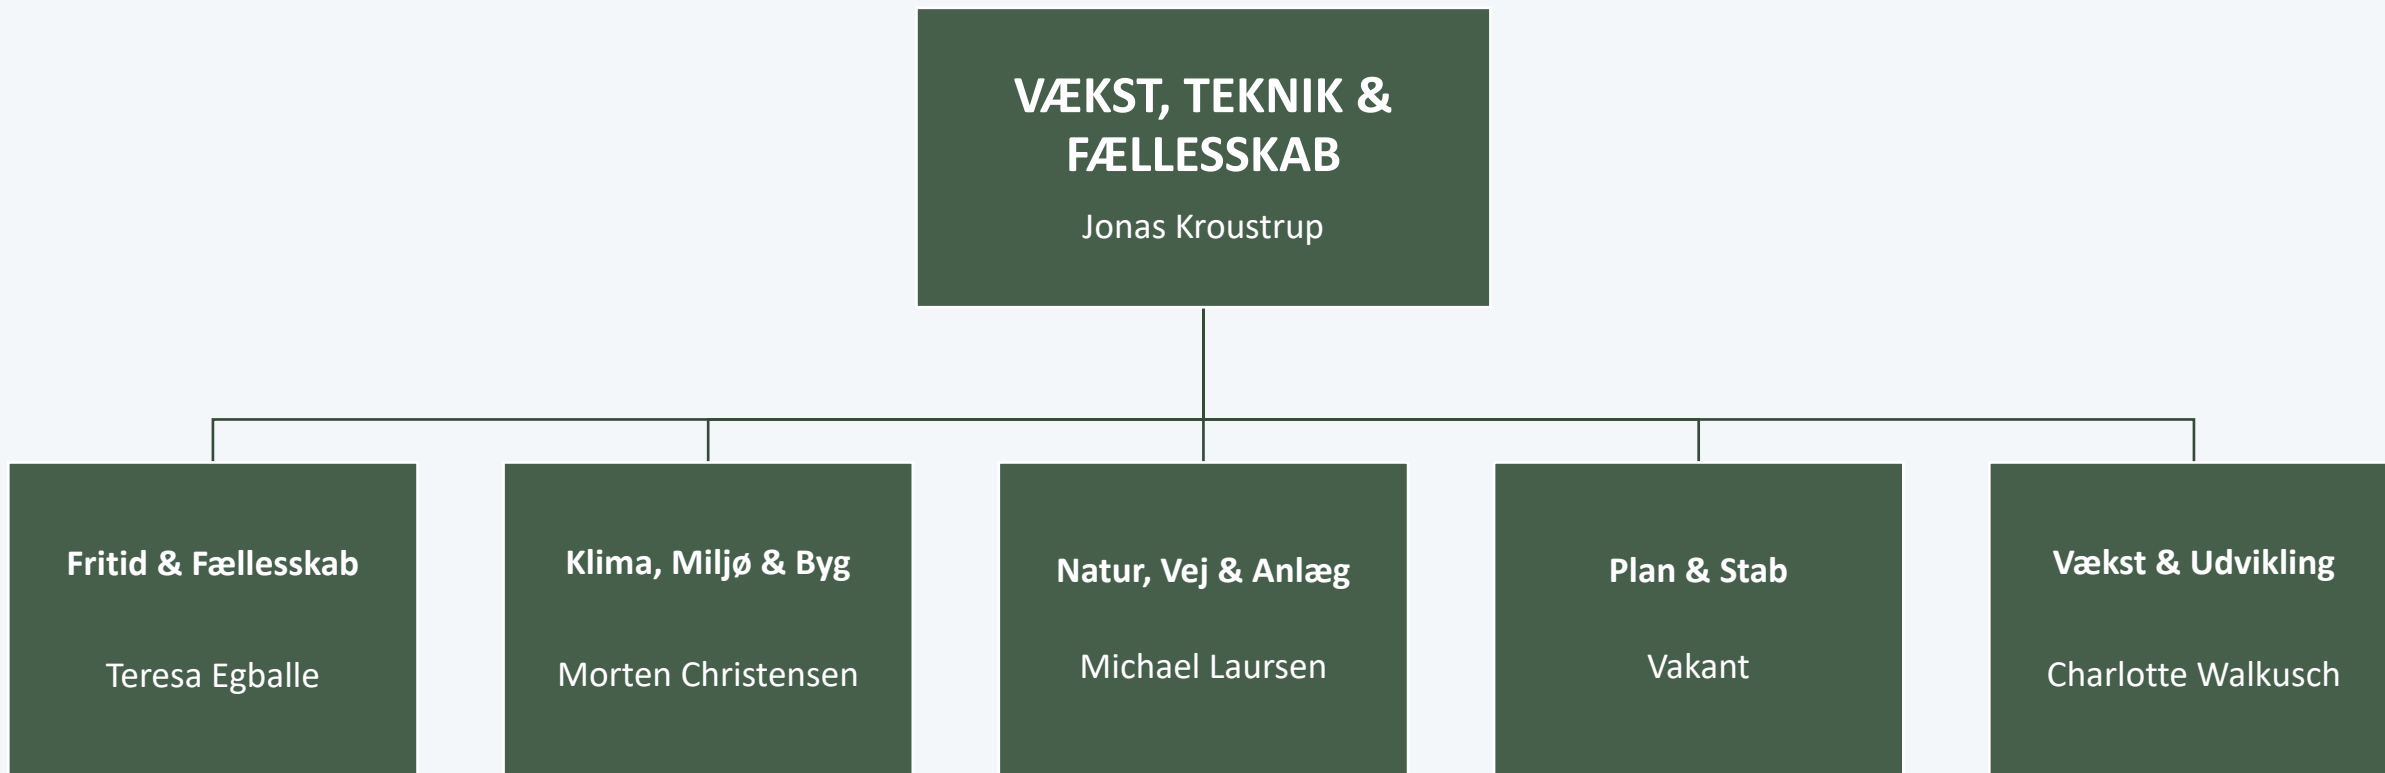 VÆKST, TEKNIK &
FÆLLESSKAB
Jonas Kroustrup
Fritid & Fællesskab
Teresa Egballe
Klima, Miljø & Byg
Morten Christensen
Natur, Vej & Anlæg
Michael Laursen
Plan & Stab
Vakant
Vækst & Udvikling
Charlotte Walkusch